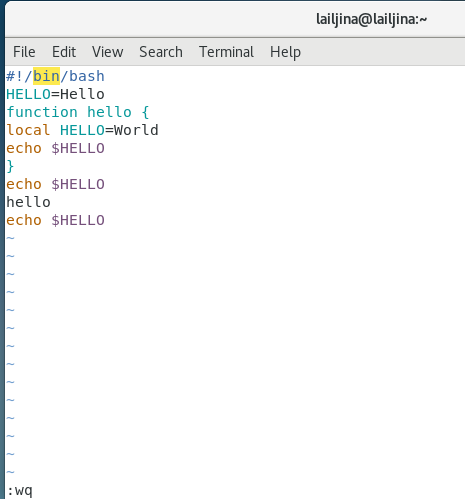 lailjina@lailjina:~
File Edit View Search Terminal Help
#!/bin/bash
HELLO=Hello
function hello {
local HELLO=World
echo $HELLO
}
echo $HELLO
hello
echo $HELLO
~
~
~
~
~
~
~
~
~
~
~
~
~
~
:wq